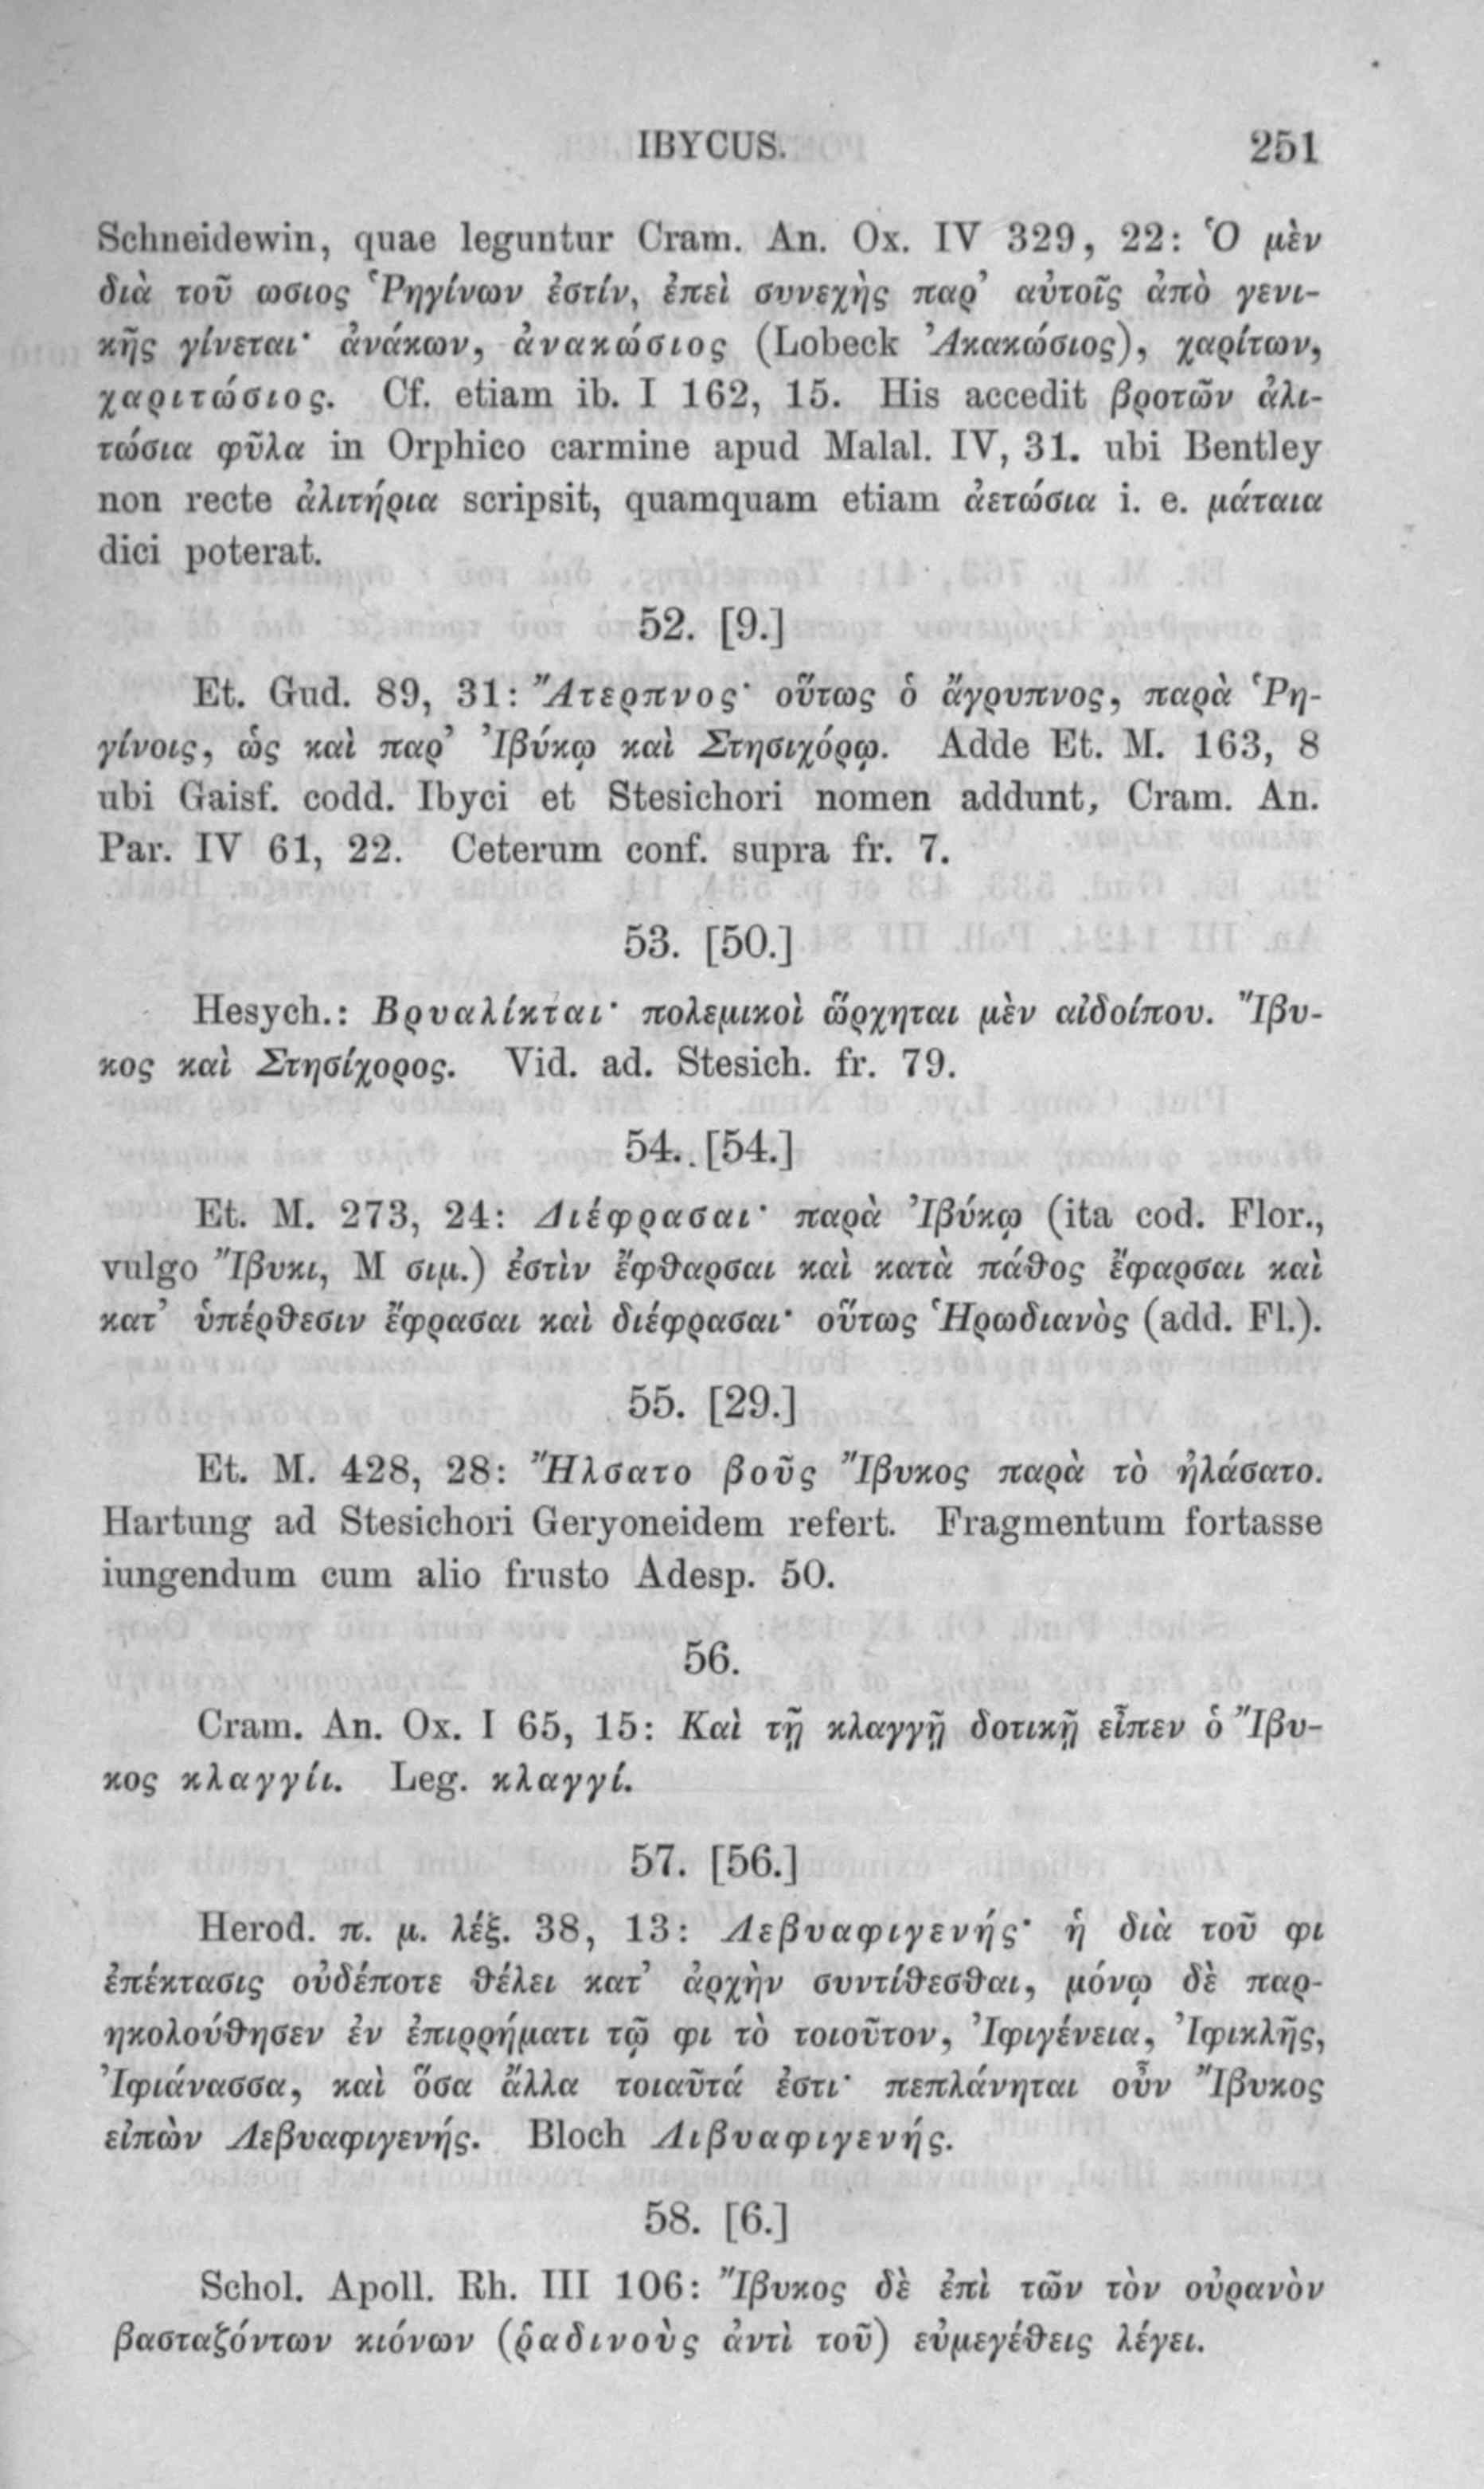 IBYCUS. 251
Schneidewin, quae leguntur Cram. An. Ox. IV 329, 22: Ὁ μὲν
διὰ τοῦ ωσιος Ῥηγίνων ἐστίν, ἐπεὶ συνεχὴς παρ᾽ αὐτοῖς ἀπὸ γενι-
κῆς γίνεται· ἀνάκων, ἀνακώσιος (Lobeck Ἀκακώσιος), χαρίτων,
χαριτώσιος. Cf. etiam ib. I 162, 15. His accedit βροτῶν ἀλι-
τώσια φῦλα in Orphico carmine apud Malal. IV, 31. ubi Bentley
non recte ἀλιτήρια scripsit, quamquam etiam ἀετώσια i. e. μάταια
dici poterat.
52. [9.]
Et. Gud. 89, 31: Ἄτερπνος· οὕτως ὁ ἄγρυπνος, παρὰ Ῥη-
γίνοις, ὡς καὶ παρ᾽ Ἰβύκῳ καὶ Στησιχόρῳ. Adde Et. M. 163, 8
ubi Gaisf. codd. Ibyci et Stesichori nomen addunt, Cram. An.
Par. IV 61, 22. Ceterum conf. supra fr. 7.
53. [50.]
Hesych.: Βρυαλίκται· πολεμικοὶ ὤρχηται μὲν αἰδοίπου. Ἴβυ-
κος καὶ Στησίχορος. Vid. ad. Stesich. fr. 79.
54. [54.]
Et. M. 273, 24: Διέφρασαι· παρὰ Ἰβύκῳ (ita cod. Flor.,
vulgo Ἴβυκι, M σιμ.) ἐστὶν ἔφθαρσαι καὶ κατὰ πάθος ἔφαρσαι καὶ
κατ᾽ ὑπέρθεσιν ἔφρασαι καὶ διέφρασαι· οὕτως Ἡρωδιανὸς (add. Fl.).
55. [29.]
Et. M. 428, 28: Ἤλσατο βοῦς Ἴβυκος παρὰ τὸ ἠλάσατο.
Hartung ad Stesichori Geryoneidem refert. Fragmentum fortasse
iungendum cum alio frusto Adesp. 50.
56.
Cram. An. Ox. I 65, 15: Καὶ τῇ κλαγγῇ δοτικῇ εἶπεν ὁ Ἴβυ-
κος κλαγγίι. Leg. κλαγγί.
57. [56.]
Herod. π. μ. λέξ. 38, 13: Λεβυαφιγενής· ἡ διὰ τοῦ φι
ἐπέκτασις οὐδέποτε θέλει κατ᾽ ἀρχὴν συντίθεσθαι, μόνῳ δὲ παρ-
ηκολούθησεν ἐν ἐπιρρήματι τῷ φι τὸ τοιοῦτον, Ἰφιγένεια, Ἰφικλῆς,
Ἰφιάνασσα, καὶ ὅσα ἄλλα τοιαῦτά ἐστι· πεπλάνηται οὖν Ἴβυκος
εἰπὼν Λεβυαφιγενής. Bloch Λιβυαφιγενής.
58. [6.]
Schol. Apoll. Rh. III 106: Ἴβυκος δὲ ἐπὶ τῶν τὸν οὐρανὸν
βασταζόντων κιόνων (ῥαδινοὺς ἀντὶ τοῦ) εὐμεγέθεις λέγει.